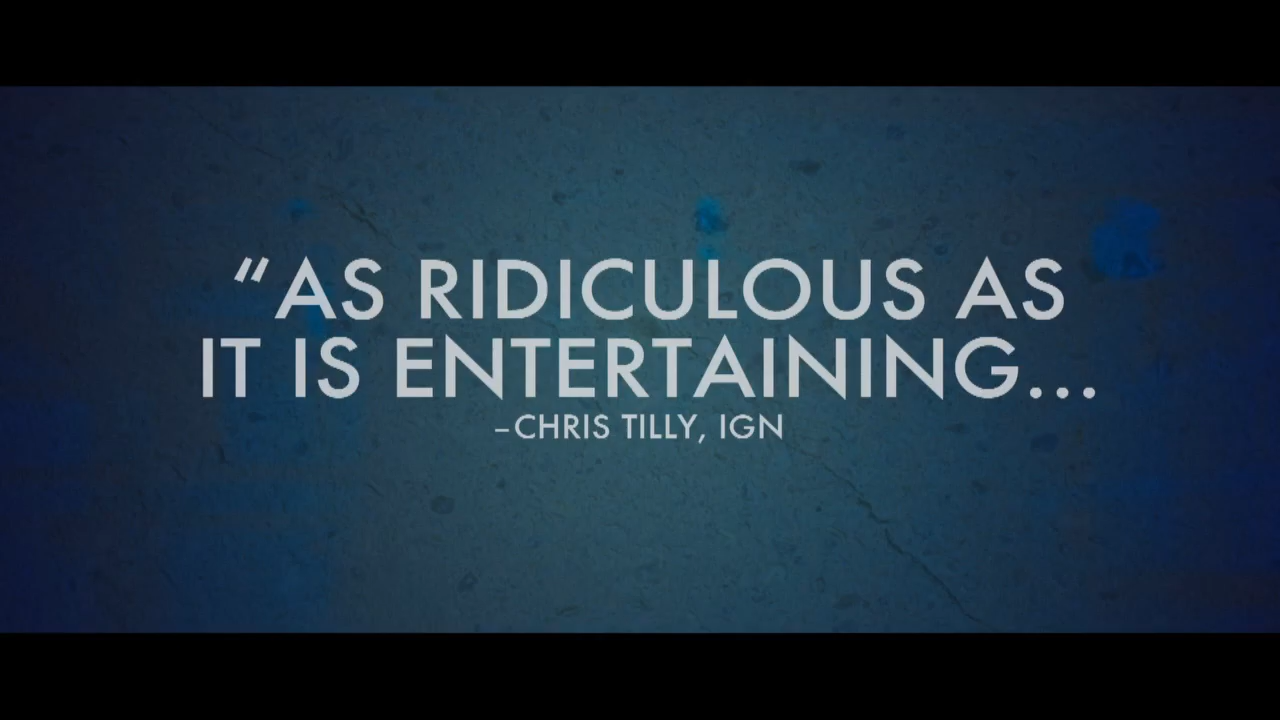 “AS RIDICULOUS AS
IT IS ENTERTAINING...
–CHRIS TILLY, IGN